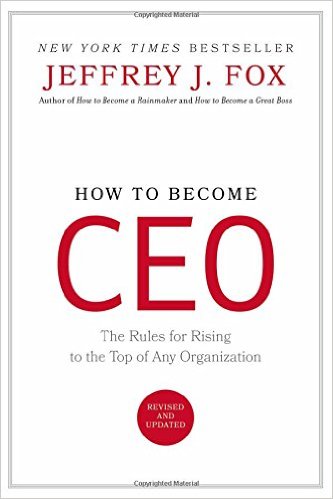 Copyrighted Material
NEW YORK TIMES BESTSELLER
JEFFREY J. FOX
Author of How to Become a Rainmaker and How to Become a Great Boss
HOW TO BECOME
CEO
The Rules for Rising
to the Top of Any Organization
REVISED
AND
UPDATED
Copyrighted Material